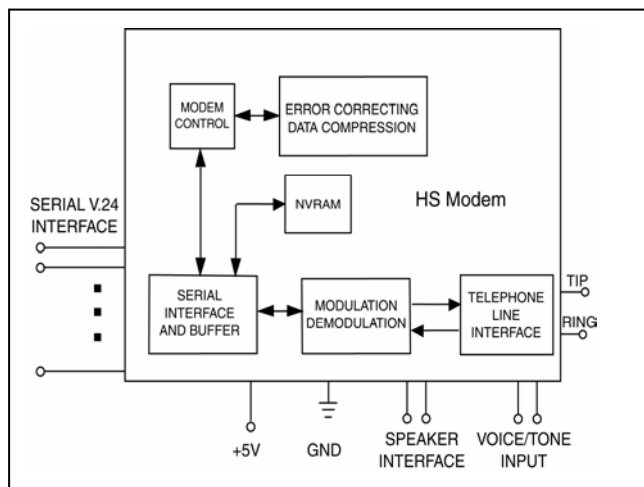 MODEM
CONTROL
ERROR CORRECTING
DATA COMPRESSION
NVRAM
HS Modem
SERIAL V.24
INTERFACE
SERIAL
INTERFACE
AND BUFFER
MODULATION
DEMODULATION
TELEPHONE
LINE
INTERFACE
TIP
RING
+5V
GND
SPEAKER
INTERFACE
VOICE/TONE
INPUT